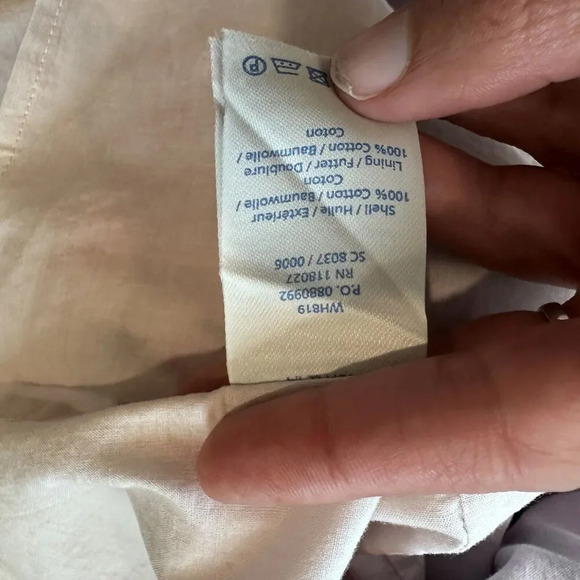 WH819
P.O. 0880992
RN 118027
SC 8037 / 0006
Shell / Hulle / Extérieur
100% Cotton / Baumwolle /
Coton
Lining / Futter / Doublure
100% Cotton / Baumwolle /
Coton
P